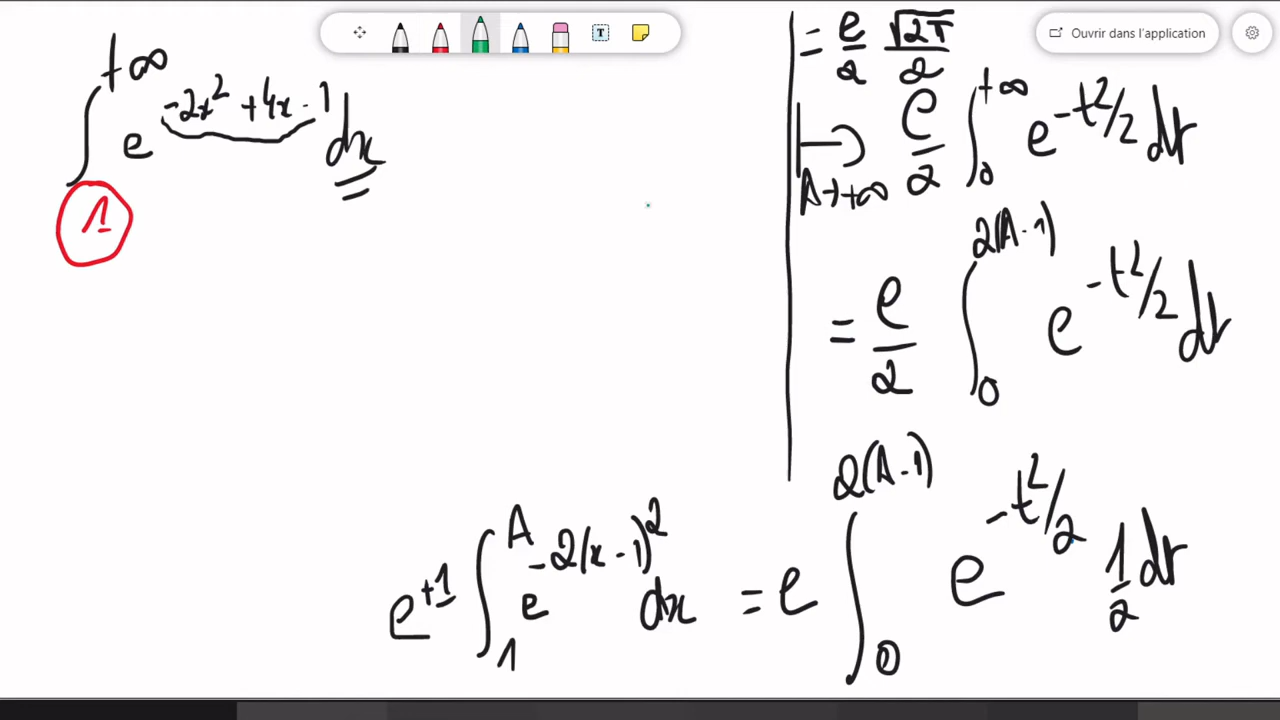 Ouvrir dans l'application
∫₁^{+∞} e^{-2x² + 4x - 1} dx
= e/2 √2π/2
⟼ A→+∞ e/2 ∫₀^{+∞} e^{-t²/2} dt
= e/2 ∫₀^{2(A-1)} e^{-t²/2} dt
e^{+1} ∫₁^A e^{-2(x-1)²} dx = e ∫₀^{2(A-1)} e^{-t²/2} 1/2 dt